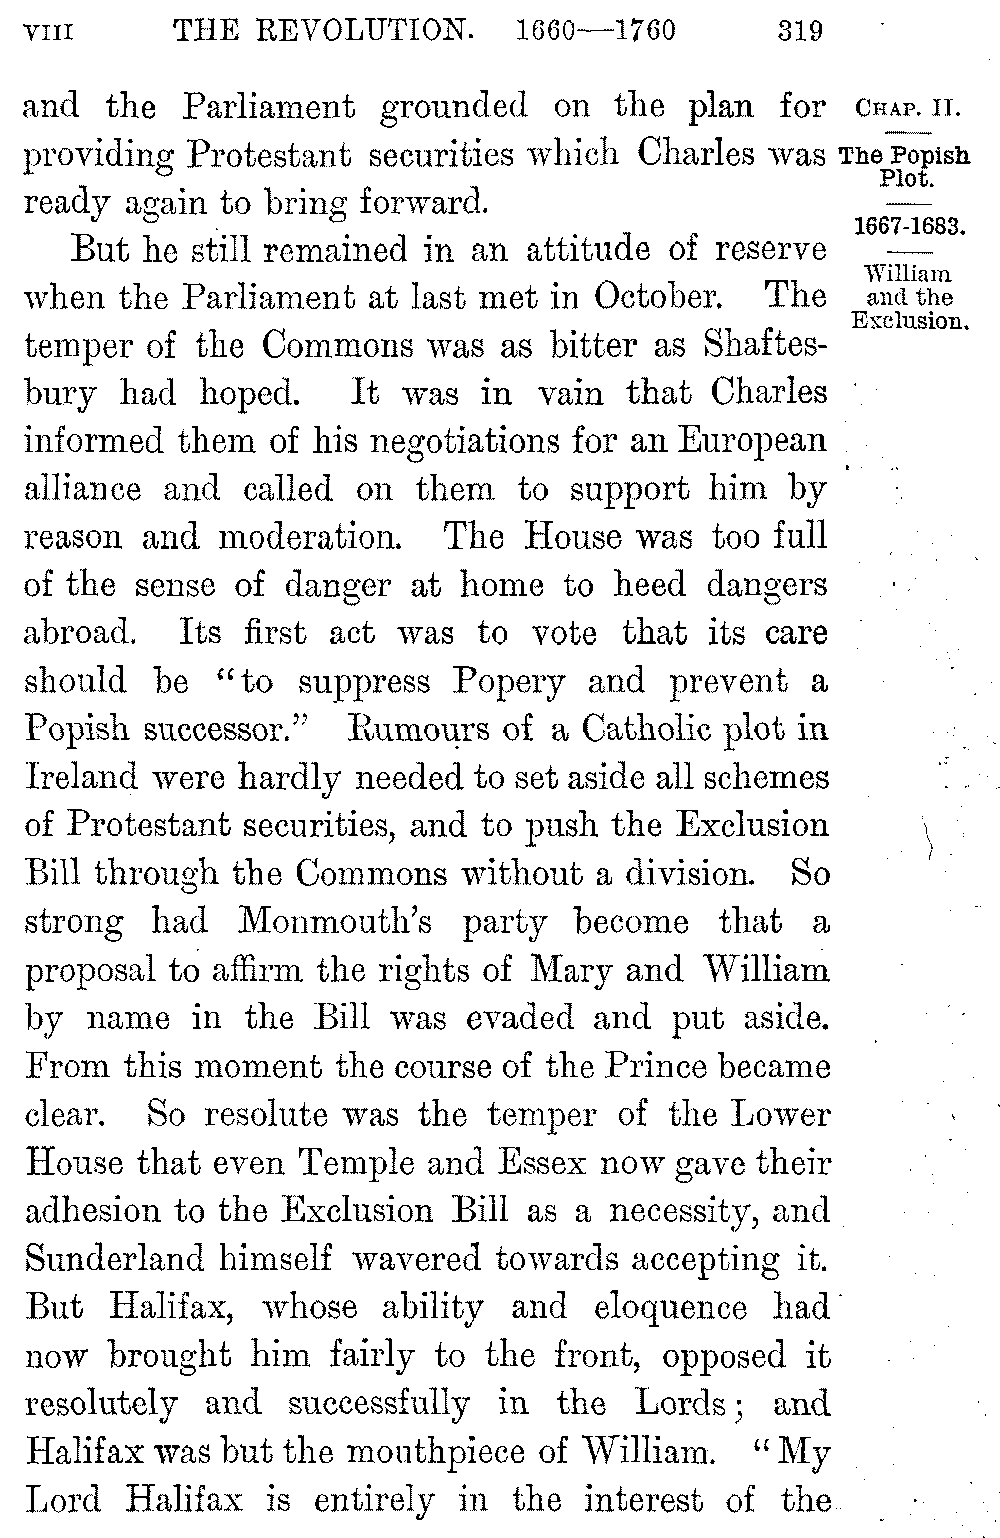 VIII THE REVOLUTION. 1660—1760 319
and the Parliament grounded on the plan for
providing Protestant securities which Charles was
ready again to bring forward.
But he still remained in an attitude of reserve
when the Parliament at last met in October. The
temper of the Commons was as bitter as Shaftes-
bury had hoped. It was in vain that Charles
informed them of his negotiations for an European
alliance and called on them to support him by
reason and moderation. The House was too full
of the sense of danger at home to heed dangers
abroad. Its first act was to vote that its care
should be “to suppress Popery and prevent a
Popish successor.” Rumours of a Catholic plot in
Ireland were hardly needed to set aside all schemes
of Protestant securities, and to push the Exclusion
Bill through the Commons without a division. So
strong had Monmouth’s party become that a
proposal to affirm the rights of Mary and William
by name in the Bill was evaded and put aside.
From this moment the course of the Prince became
clear. So resolute was the temper of the Lower
House that even Temple and Essex now gave their
adhesion to the Exclusion Bill as a necessity, and
Sunderland himself wavered towards accepting it.
But Halifax, whose ability and eloquence had
now brought him fairly to the front, opposed it
resolutely and successfully in the Lords; and
Halifax was but the mouthpiece of William. “My
Lord Halifax is entirely in the interest of the
CHAP. II.
The Popish
Plot.
1667-1683.
William
and the
Exclusion.